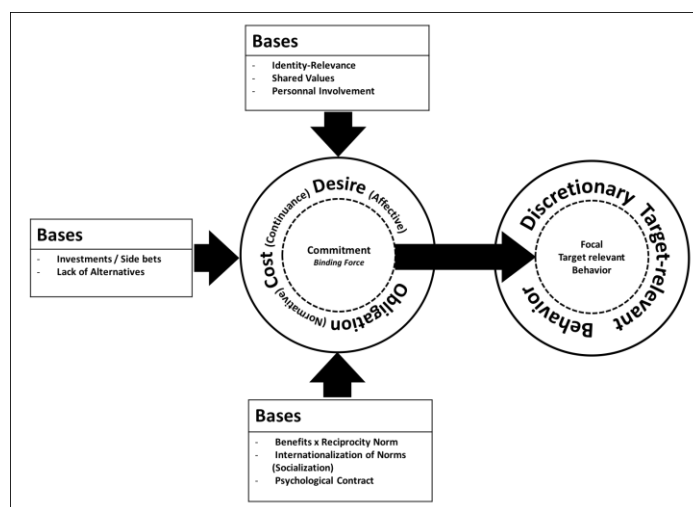 Bases
- Identity-Relevance
- Shared Values
- Personnal Involvement
Bases
- Investments / Side bets
- Lack of Alternatives
Cost (Continuance)
Desire (Affective)
Obligation (Normative)
Commitment
Binding Force
Discretionary Target-relevant
Behavior
Focal
Target relevant
Behavior
Bases
- Benefits x Reciprocity Norm
- Internationalization of Norms
(Socialization)
- Psychological Contract